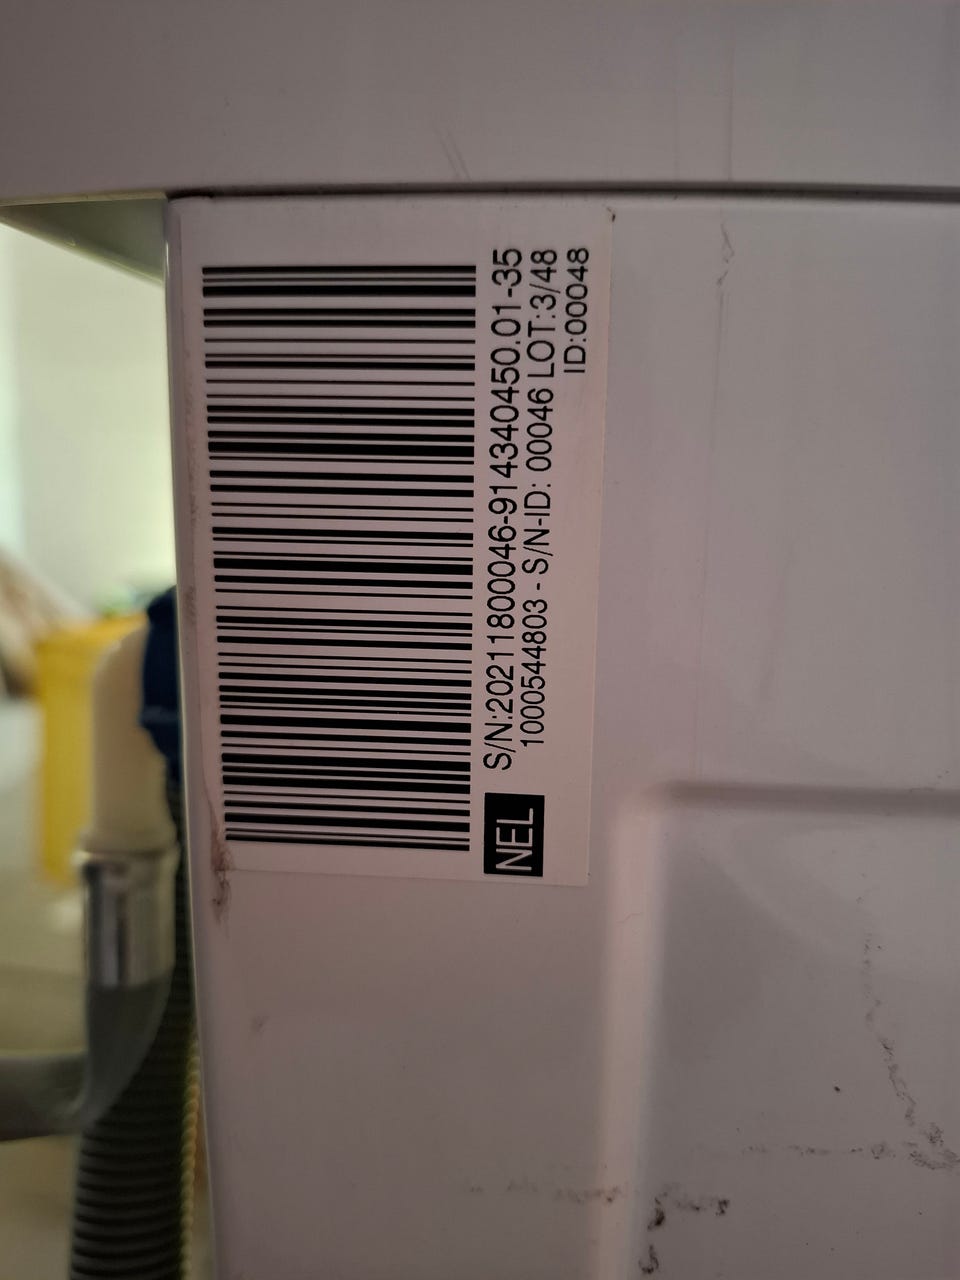 NEL
S/N:20211800046-914340450.01-35
1000544803 - S/N-ID: 00046 LOT:3/48
ID:00048